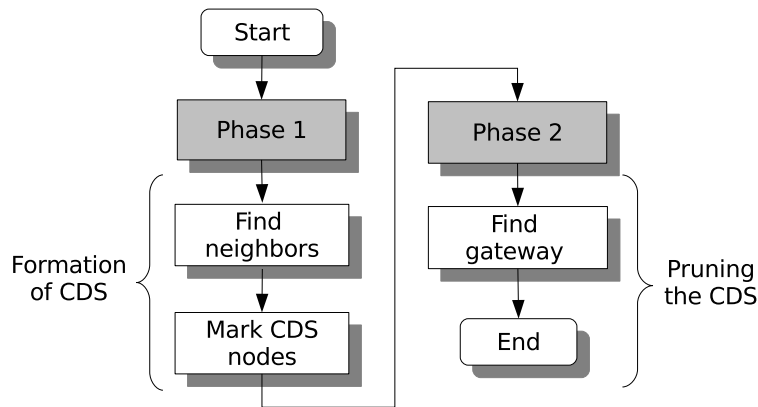 Start
Phase 1
Find
neighbors
Mark CDS
nodes
Formation
of CDS
Phase 2
Find
gateway
End
Pruning
the CDS